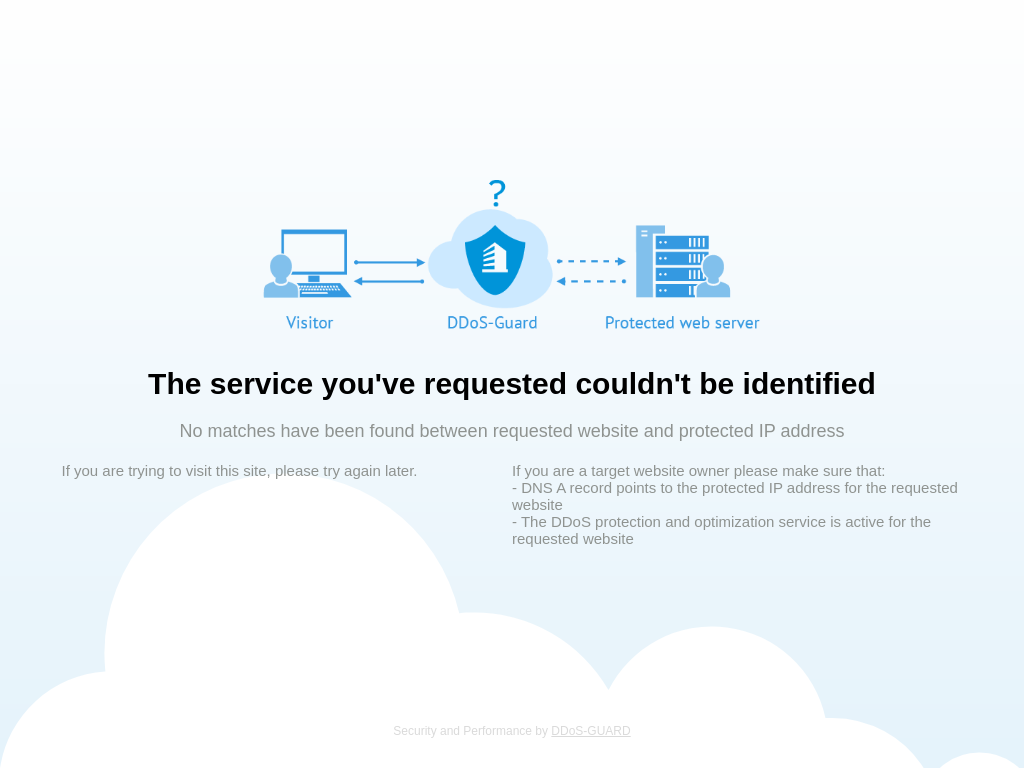 ?
Visitor
DDoS-Guard
Protected web server
The service you've requested couldn't be identified
No matches have been found between requested website and protected IP address
If you are trying to visit this site, please try again later.
If you are a target website owner please make sure that:
- DNS A record points to the protected IP address for the requested
website
- The DDoS protection and optimization service is active for the
requested website
Security and Performance by DDoS-GUARD